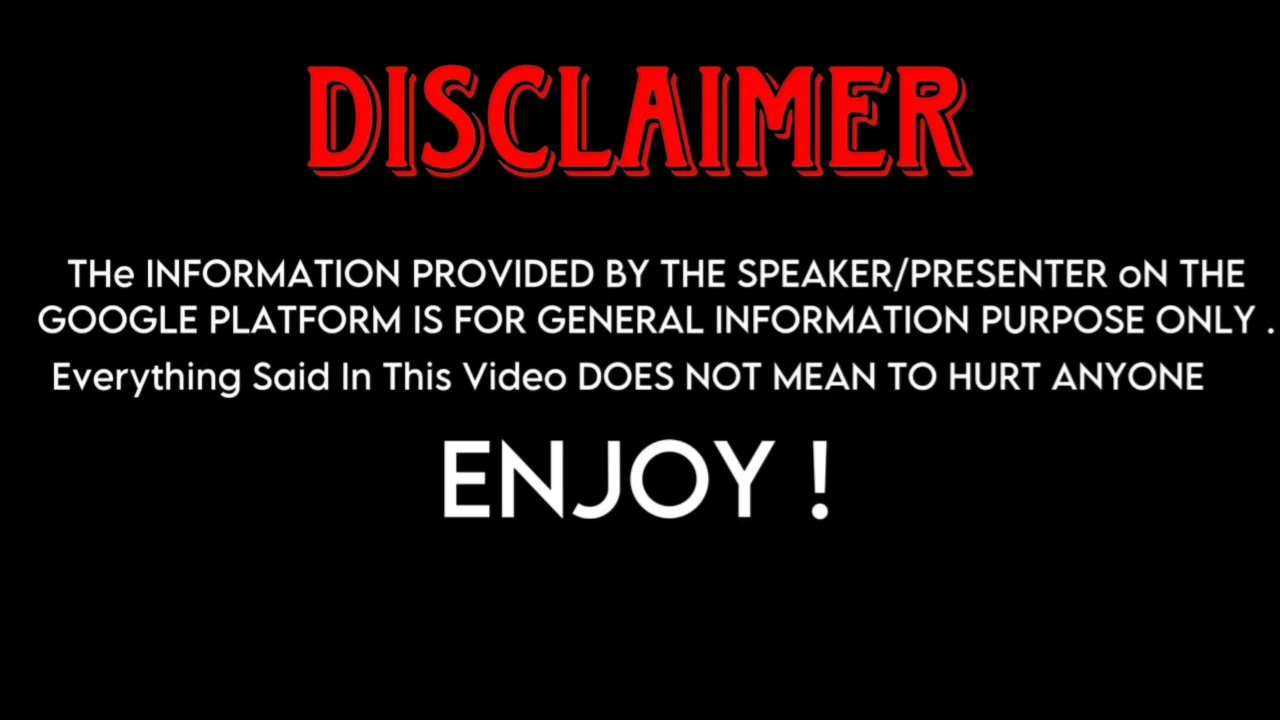 DISCLAIMER
THe INFORMATION PROVIDED BY THE SPEAKER/PRESENTER oN THE
GOOGLE PLATFORM IS FOR GENERAL INFORMATION PURPOSE ONLY .
Everything Said In This Video DOES NOT MEAN TO HURT ANYONE
ENJOY !